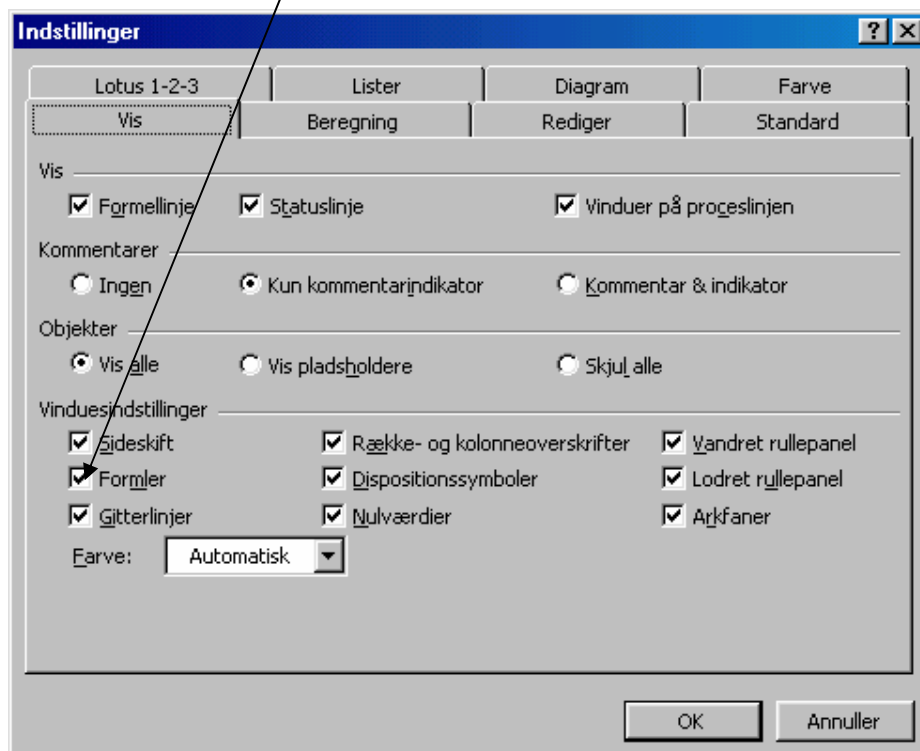 Indstillinger
Lotus 1-2-3 Lister Diagram Farve
Vis Beregning Rediger Standard
Vis
Formellinje Statuslinje Vinduer på proceslinjen
Kommentarer
Ingen Kun kommentarindikator Kommentar & indikator
Objekter
Vis alle Vis pladsholdere Skjul alle
Vinduesindstillinger
Sideskift Række- og kolonneoverskrifter Vandret rullepanel
Formler Dispositionssymboler Lodret rullepanel
Gitterlinjer Nulværdier Arkfaner
Farve: Automatisk
OK Annuller